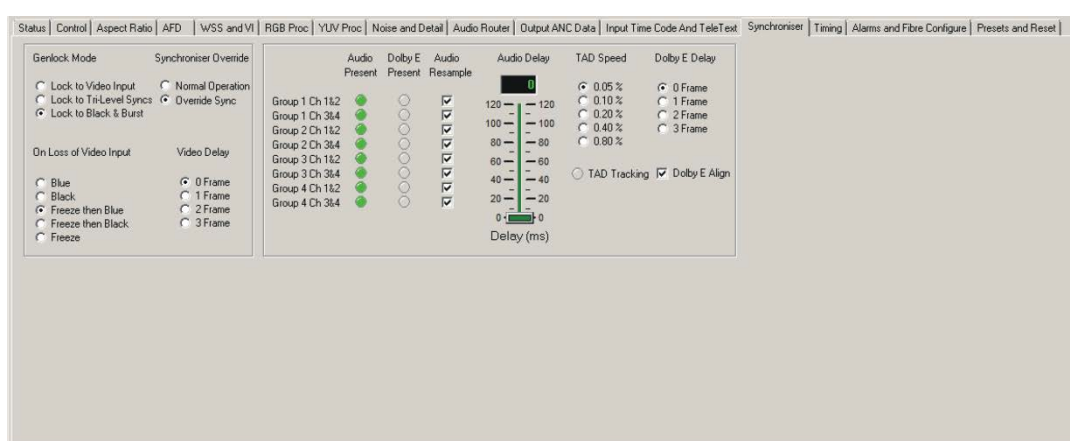 Status Control Aspect Ratio AFD WSS and VI RGB Proc YUV Proc Noise and Detail Audio Router Output ANC Data Input Time Code And TeleText Synchroniser Timing Alarms and Fibre Configure Presets and Reset
Genlock Mode
Lock to Video Input
Lock to Tri-Level Syncs
Lock to Black & Burst
Synchroniser Override
Normal Operation
Override Sync
On Loss of Video Input
Blue
Black
Freeze then Blue
Freeze then Black
Freeze
Video Delay
0 Frame
1 Frame
2 Frame
3 Frame
Audio Present Dolby E Present Audio Resample
Group 1 Ch 1&2
Group 1 Ch 3&4
Group 2 Ch 1&2
Group 2 Ch 3&4
Group 3 Ch 1&2
Group 3 Ch 3&4
Group 4 Ch 1&2
Group 4 Ch 3&4
Audio Delay
0
120 120
100 100
80 80
60 60
40 40
20 20
0 0
Delay (ms)
TAD Speed
0.05 %
0.10 %
0.20 %
0.40 %
0.80 %
Dolby E Delay
0 Frame
1 Frame
2 Frame
3 Frame
TAD Tracking Dolby E Align